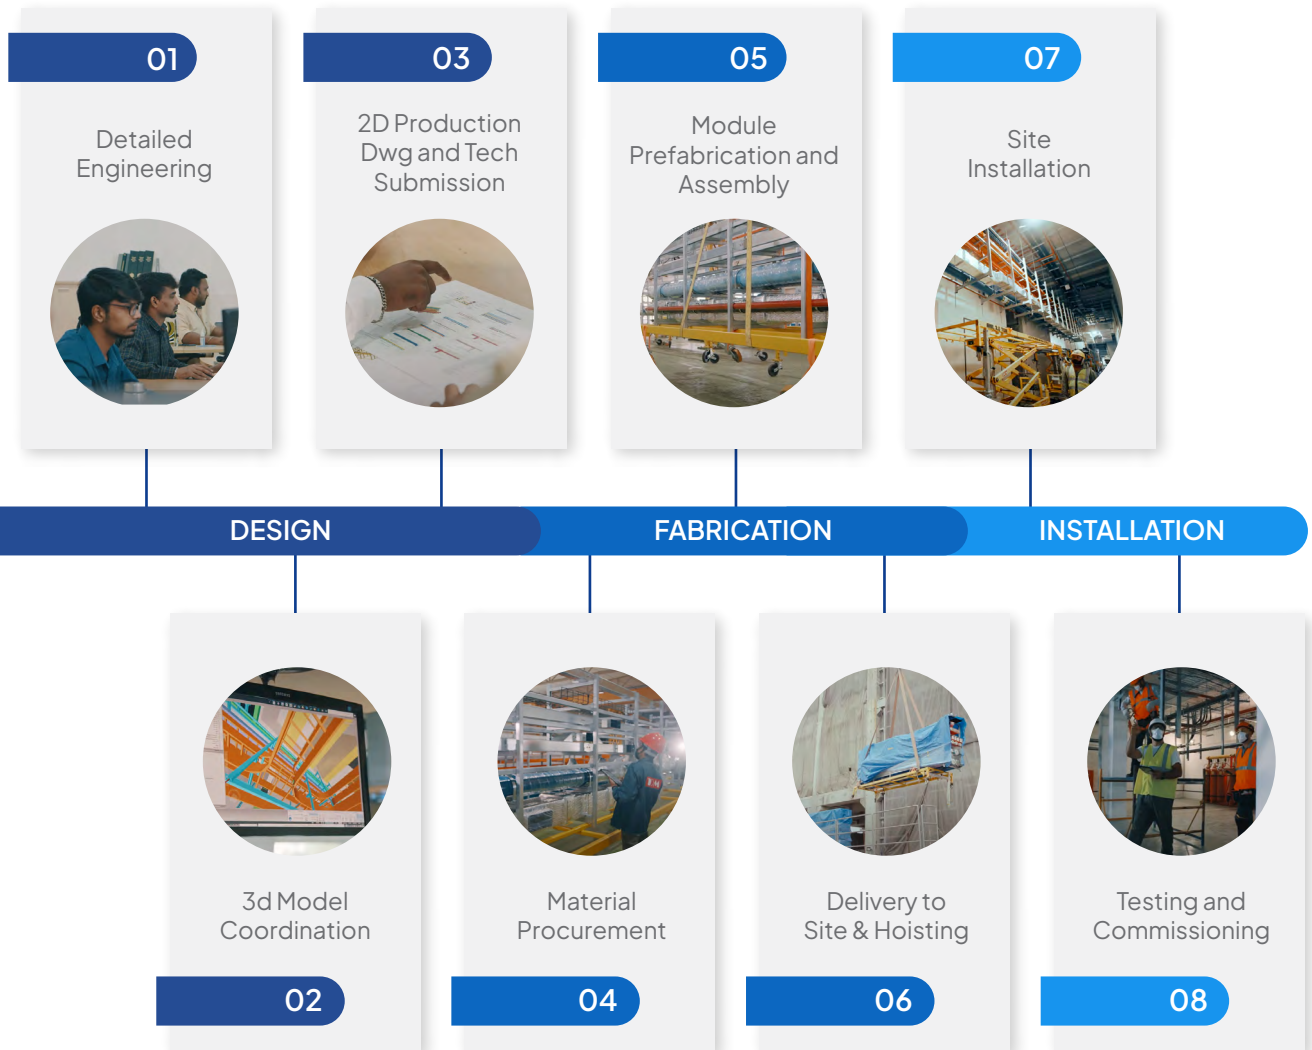 01
Detailed
Engineering
03
2D Production
Dwg and Tech
Submission
05
Module
Prefabrication and
Assembly
07
Site
Installation
DESIGN
FABRICATION
INSTALLATION
3d Model
Coordination
02
Material
Procurement
04
Delivery to
Site & Hoisting
06
Testing and
Commissioning
08